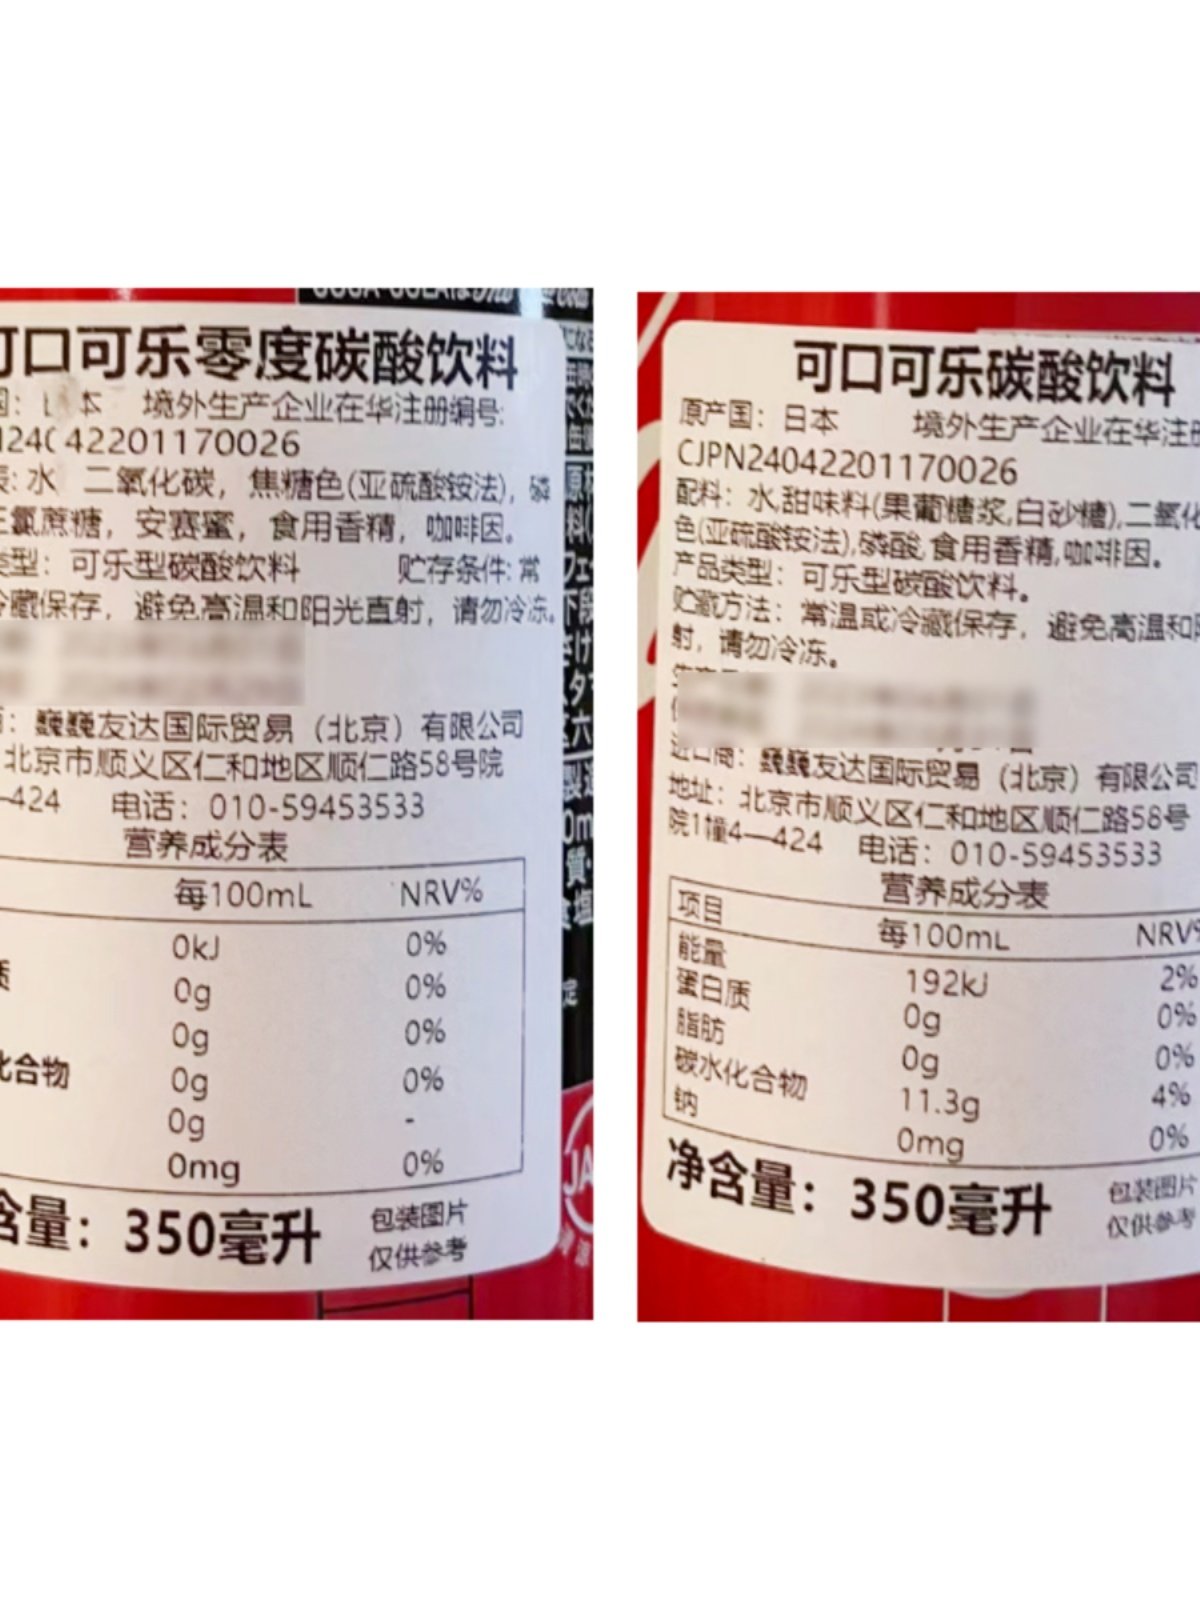 可口可乐零度碳酸饮料
本 境外生产企业在华注册编号:
42201170026
水 二氧化碳，焦糖色(亚硫酸铵法)，磷
三氯蔗糖，安赛蜜，食用香精，咖啡因。
类型：可乐型碳酸饮料 贮存条件:常
冷藏保存，避免高温和阳光直射，请勿冷冻。
：巍巍友达国际贸易（北京）有限公司
北京市顺义区仁和地区顺仁路58号院
—424 电话：010-59453533
营养成分表
每100mL NRV%
0kJ 0%
质 0g 0%
0g 0%
化合物 0g 0%
0g -
0mg 0%
含量：350毫升
包装图片
仅供参考
可口可乐碳酸饮料
原产国：日本 境外生产企业在华注册
CJPN24042201170026
配料：水,甜味料(果葡糖浆,白砂糖),二氧化
色(亚硫酸铵法),磷酸,食用香精,咖啡因。
产品类型：可乐型碳酸饮料。
贮藏方法：常温或冷藏保存，避免高温和阳
射，请勿冷冻。
进口商：巍巍友达国际贸易（北京）有限公司
地址：北京市顺义区仁和地区顺仁路58号
院1幢4—424 电话：010-59453533
营养成分表
项目 每100mL NRV%
能量 192kJ 2%
蛋白质 0g 0%
脂肪 0g 0%
碳水化合物 11.3g 4%
钠 0mg 0%
净含量：350毫升
包装图片
仅供参考